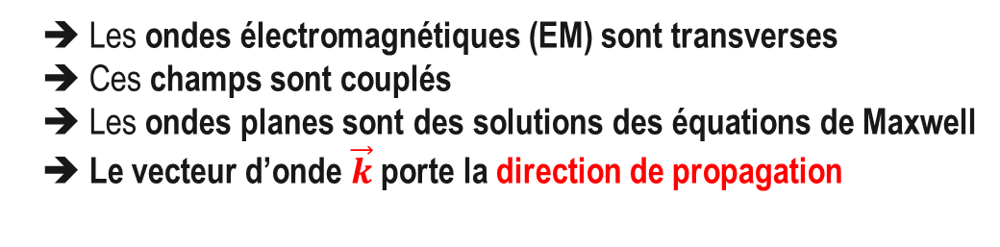 ➔ Les ondes électromagnétiques (EM) sont transverses
➔ Ces champs sont couplés
➔ Les ondes planes sont des solutions des équations de Maxwell
➔ Le vecteur d’onde k⃗ porte la direction de propagation